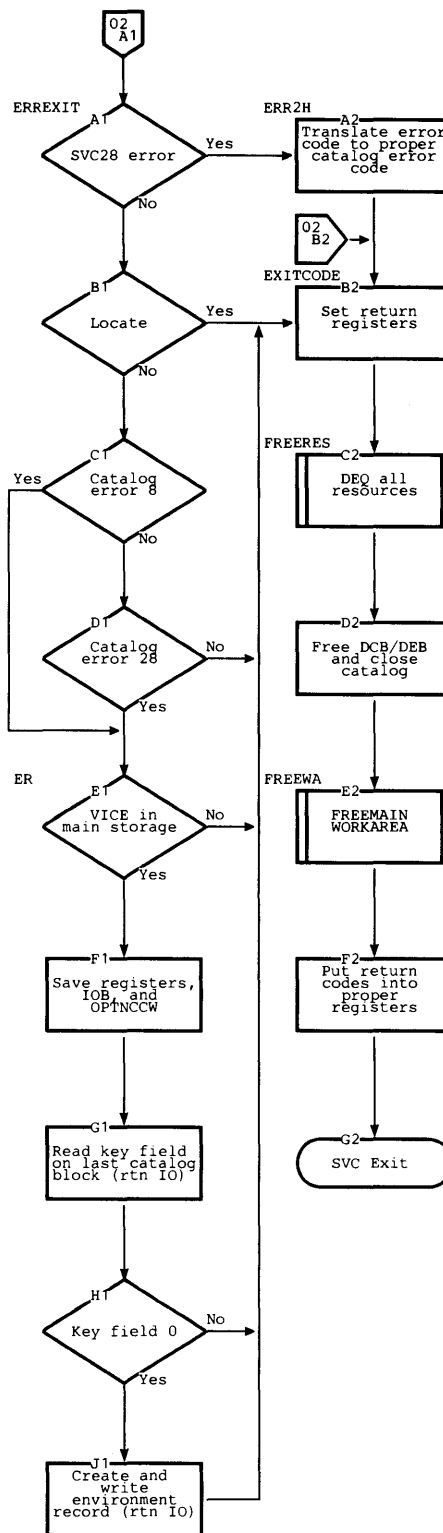 02
A1
ERREXIT
A1
SVC28 error
Yes
No
ERR2H
A2
Translate error
code to proper
catalog error
code
02
B2
EXITCODE
B1
Locate
Yes
No
B2
Set return
registers
C1
Catalog
error 8
Yes
No
FREERES
C2
DEQ all
resources
D1
Catalog
error 28
No
Yes
D2
Free DCB/DEB
and close
catalog
ER
E1
VICE in
main storage
No
Yes
FREEWA
E2
FREEMAIN
WORKAREA
F1
Save registers,
IOB, and
OPTNCCW
F2
Put return
codes into
proper
registers
G1
Read key field
on last catalog
block (rtn IO)
G2
SVC Exit
H1
Key field 0
No
Yes
J1
Create and
write
environment
record (rtn IO)